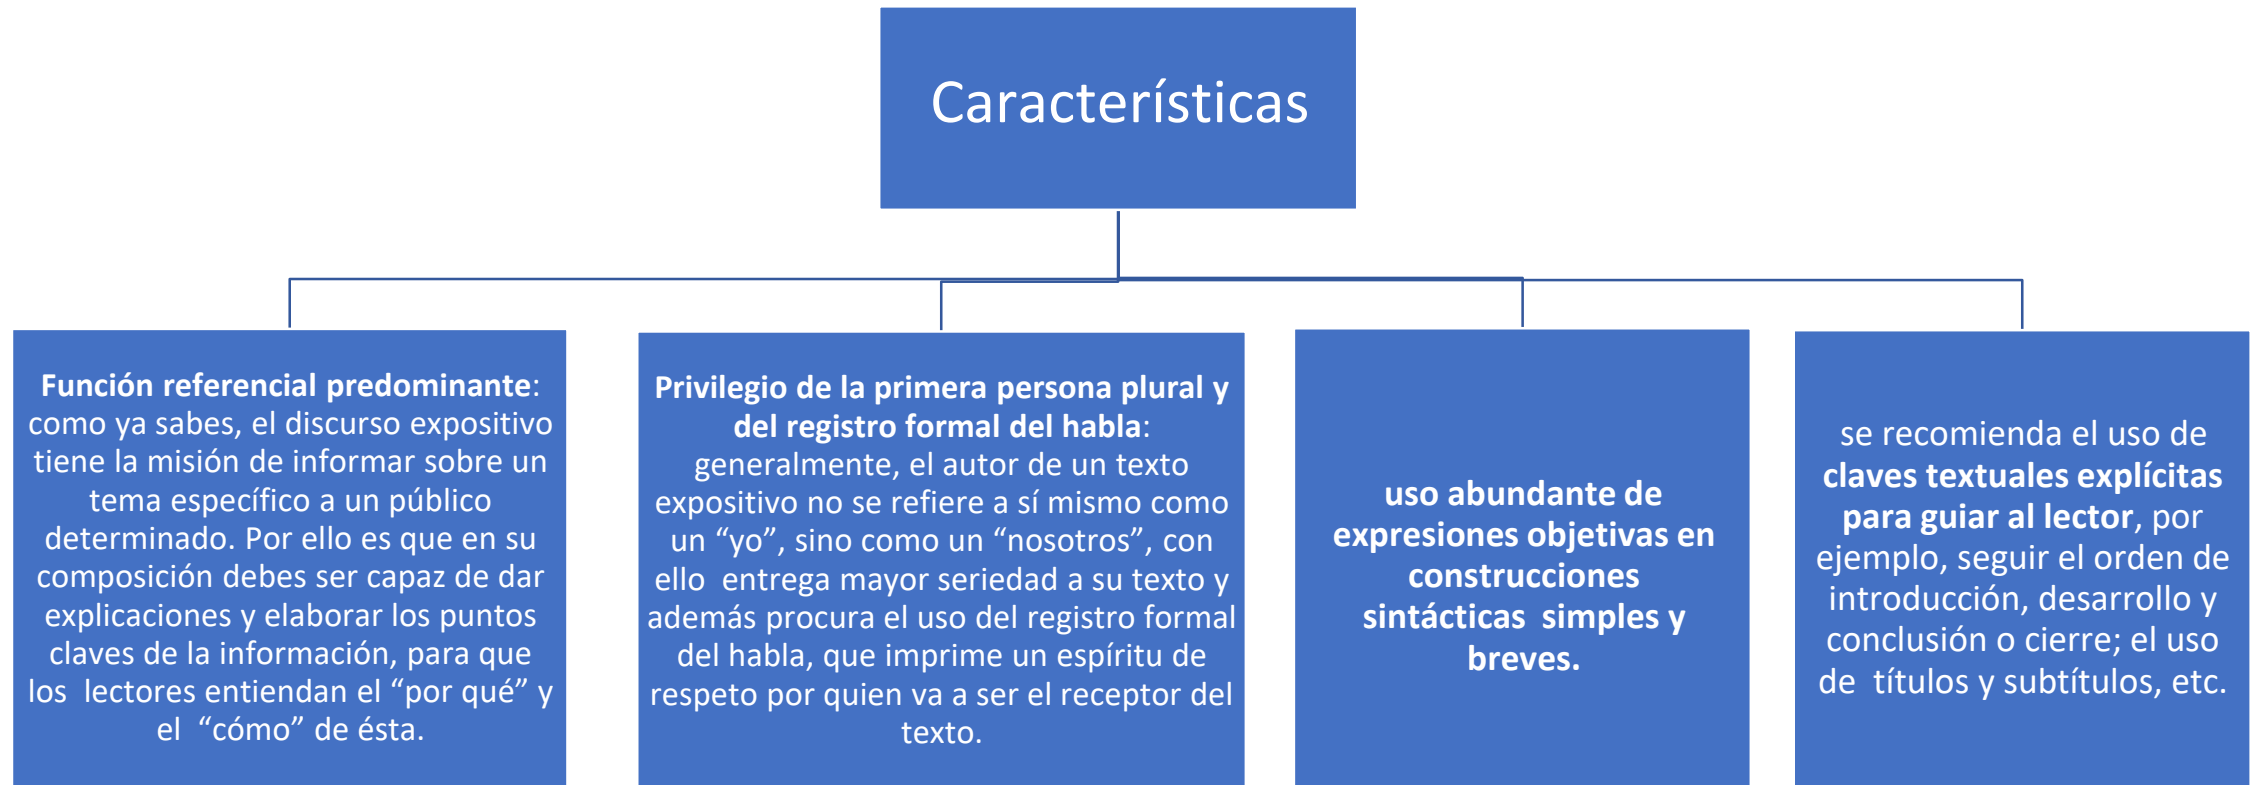 Características
Función referencial predominante:
como ya sabes, el discurso expositivo
tiene la misión de informar sobre un
tema específico a un público
determinado. Por ello es que en su
composición debes ser capaz de dar
explicaciones y elaborar los puntos
claves de la información, para que
los lectores entiendan el “por qué” y
el “cómo” de ésta.
Privilegio de la primera persona plural y
del registro formal del habla:
generalmente, el autor de un texto
expositivo no se refiere a sí mismo como
un “yo”, sino como un “nosotros”, con
ello entrega mayor seriedad a su texto y
además procura el uso del registro formal
del habla, que imprime un espíritu de
respeto por quien va a ser el receptor del
texto.
uso abundante de
expresiones objetivas en
construcciones
sintácticas simples y
breves.
se recomienda el uso de
claves textuales explícitas
para guiar al lector, por
ejemplo, seguir el orden de
introducción, desarrollo y
conclusión o cierre; el uso
de títulos y subtítulos, etc.